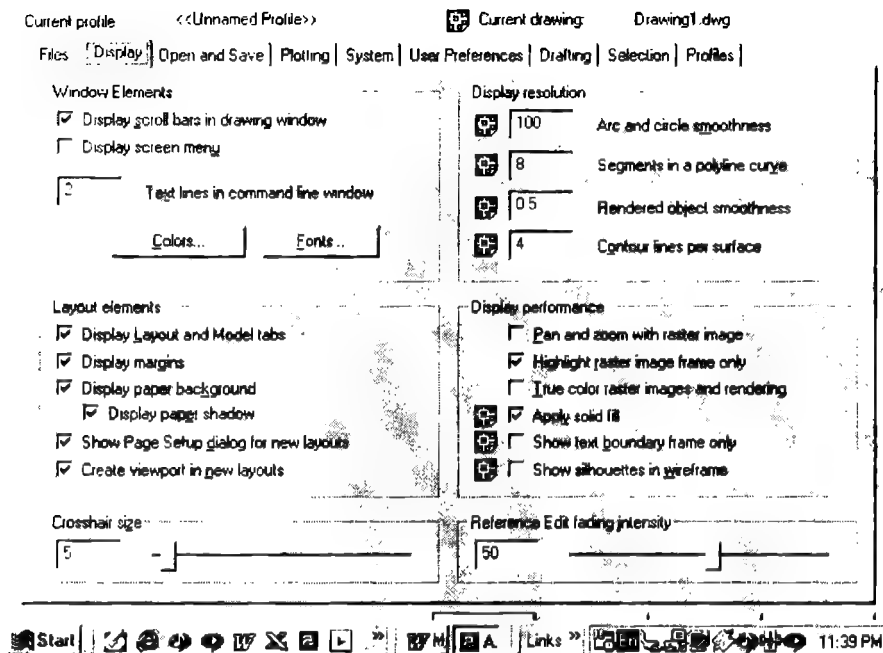 Current profile <<Unnamed Profile>> Current drawing: Drawing1.dwg
Files Display Open and Save Plotting System User Preferences Drafting Selection Profiles
Window Elements
Display scroll bars in drawing window
Display screen menu
Text lines in command line window
Colors... Fonts...
Display resolution
100 Arc and circle smoothness
8 Segments in a polyline curve
0.5 Rendered object smoothness
4 Contour lines per surface
Layout elements
Display Layout and Model tabs
Display margins
Display paper background
Display paper shadow
Show Page Setup dialog for new layouts
Create viewport in new layouts
Display performance
Pan and zoom with raster image
Highlight raster image frame only
True color raster images and rendering
Apply solid fill
Show text boundary frame only
Show silhouettes in wireframe
Crosshair size
5
Reference Edit fading intensity
50
Start » M A Links » En 11:39 PM